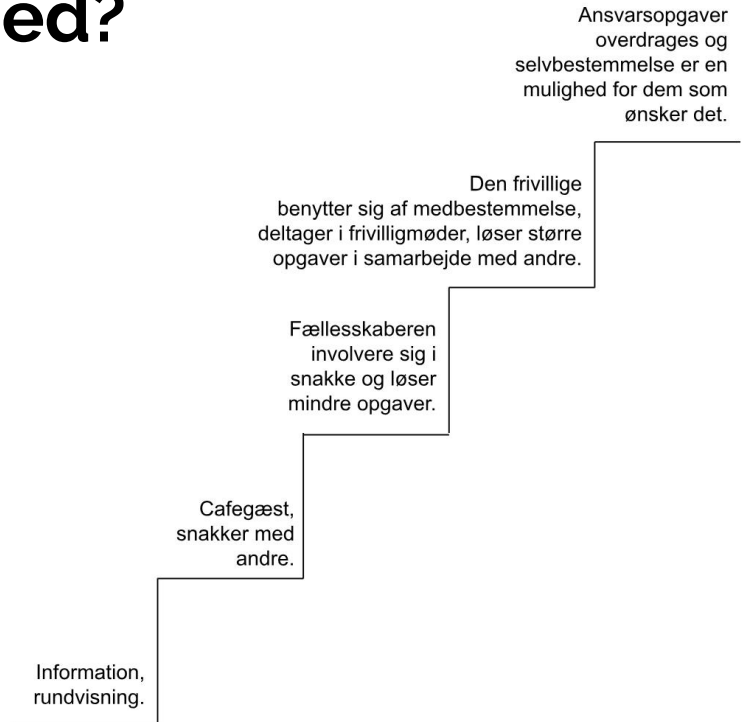 ed?
Ansvarsopgaver
overdrages og
selvbestemmelse er en
mulighed for dem som
ønsker det.
Den frivillige
benytter sig af medbestemmelse,
deltager i frivilligmøder, løser større
opgaver i samarbejde med andre.
Fællesskaberen
involvere sig i
snakke og løser
mindre opgaver.
Cafegæst,
snakker med
andre.
Information,
rundvisning.